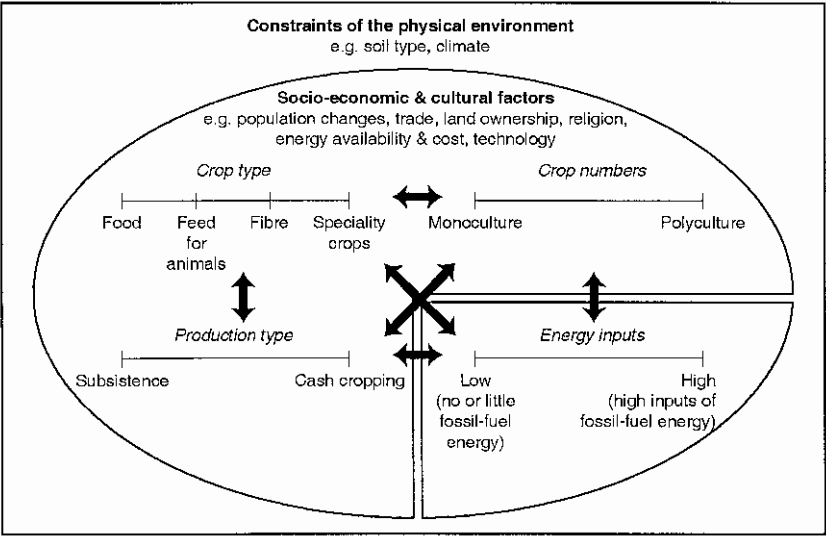 Constraints of the physical environment
e.g. soil type, climate
Socio-economic & cultural factors
e.g. population changes, trade, land ownership, religion,
energy availability & cost, technology
Crop type
Crop numbers
Food
Feed
for
animals
Fibre
Speciality
crops
Monoculture
Polyculture
Production type
Energy inputs
Subsistence
Cash cropping
Low
(no or little
fossil-fuel
energy)
High
(high inputs of
fossil-fuel energy)